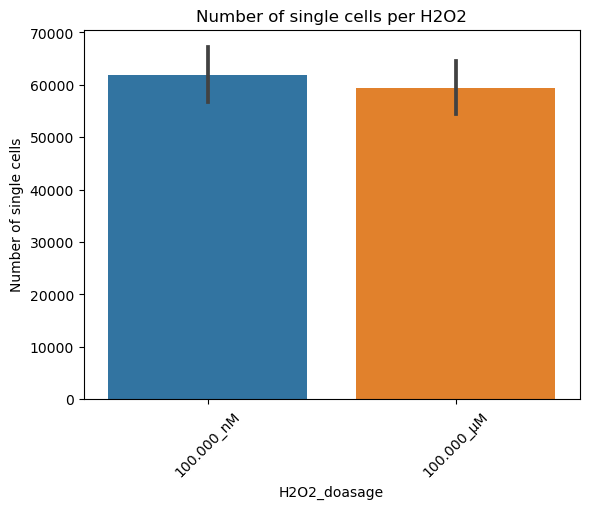 Number of single cells per H2O2
70000
60000
50000
40000
30000
20000
10000
0
Number of single cells
100.000_nM
100.000_µM
H2O2_doasage